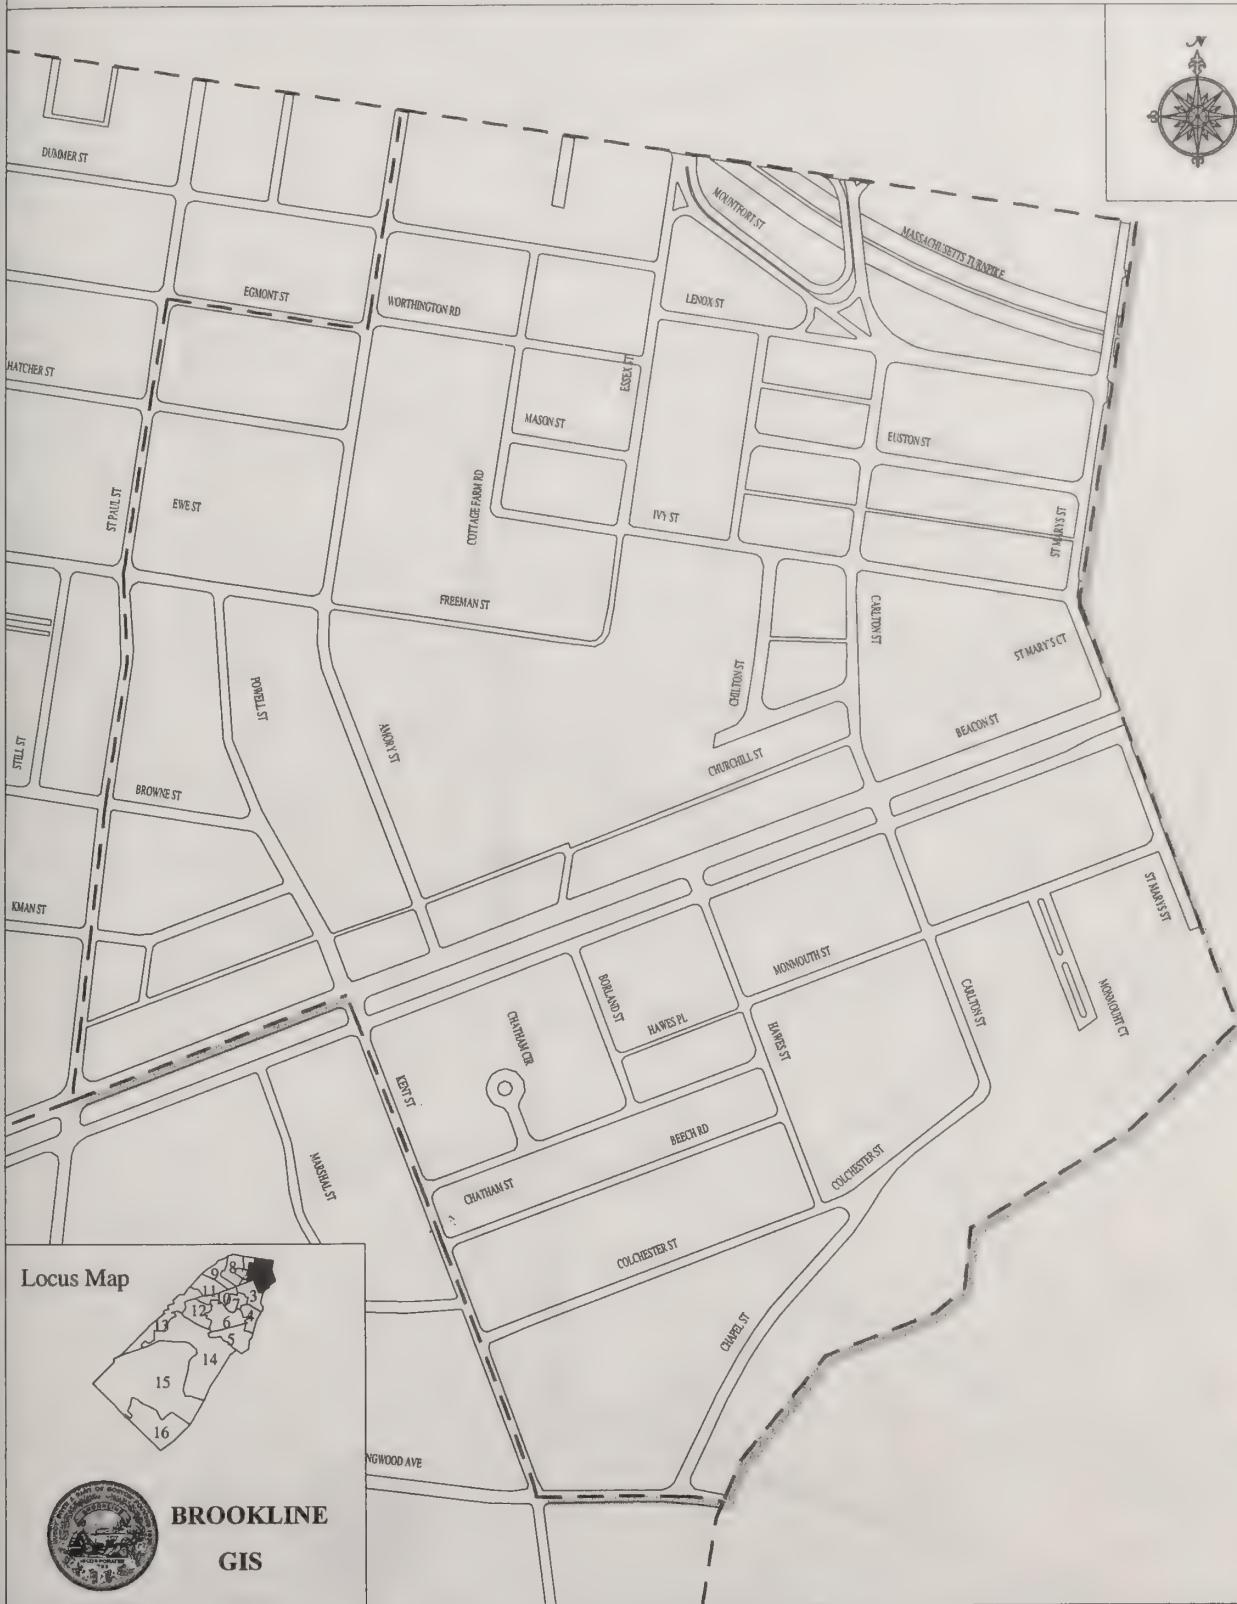 N
DUMMER ST
MOUNTFORT ST
MASSACHUSETTS TURNPIKE
EGMONT ST
WORTHINGTON RD
LENOX ST
HATCHER ST
ESSEX ST
MASON ST
EUSTON ST
ST PAUL ST
EWE ST
COTTAGE FARM RD
IVY ST
ST MARYS ST
FREEMAN ST
CARLTON ST
ST MARY'S CT
POWELL ST
CHILTON ST
AMORY ST
BEACON ST
STILL ST
CHURCHILL ST
BROWNE ST
KMAN ST
ST MARYS ST
MONMOUTH ST
BORLAND ST
CARLTON ST
MONMOUHT CT
CHATHAM CIR
HAWES PL
HAWES ST
KENT ST
BEECH RD
MARSHAL ST
CHATHAM ST
COLCHESTER ST
COLCHESTER ST
CHAPEL ST
NGWOOD AVE
Locus Map
8
9
11
10
3
7
12
4
13
6
5
14
15
16
BROOKLINE
GIS